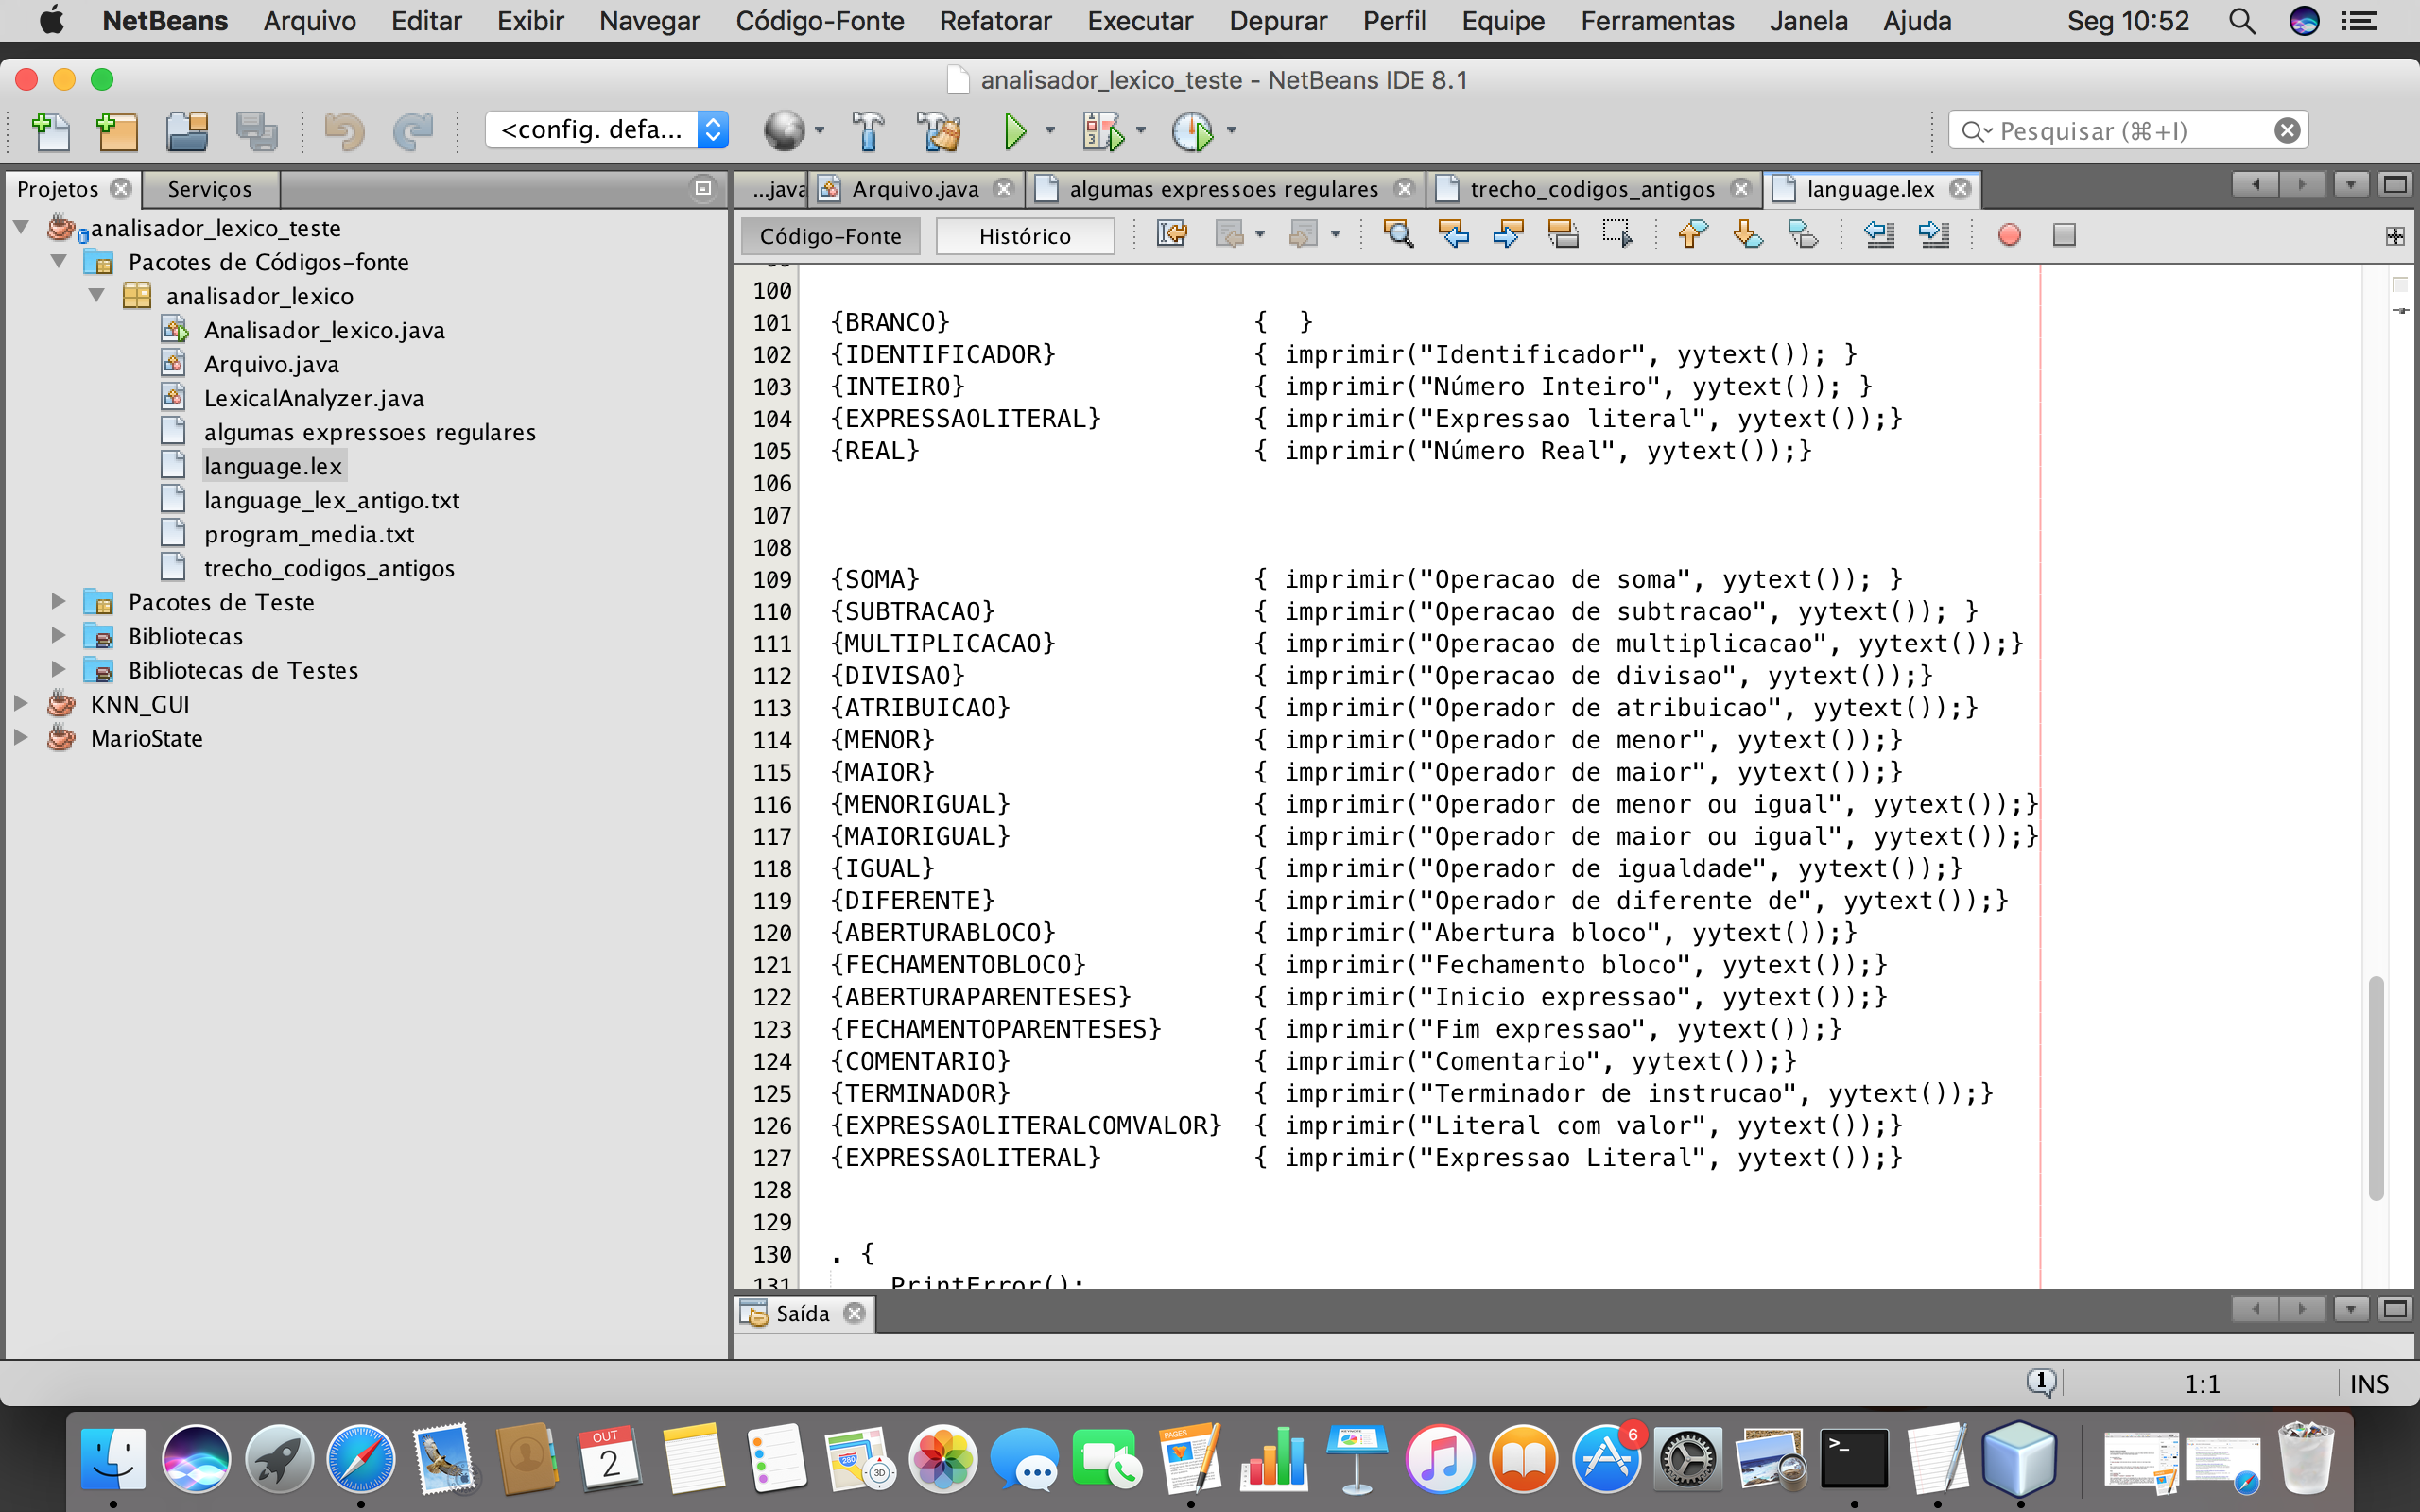 NetBeans Arquivo Editar Exibir Navegar Código-Fonte Refatorar Executar Depurar Perfil Equipe Ferramentas Janela Ajuda Seg 10:52
analisador_lexico_teste - NetBeans IDE 8.1
<config. defa... Pesquisar (⌘+I)
Projetos Serviços ...java Arquivo.java algumas expressoes regulares trecho_codigos_antigos language.lex
Código-Fonte Histórico
analisador_lexico_teste
Pacotes de Códigos-fonte
analisador_lexico
Analisador_lexico.java
Arquivo.java
LexicalAnalyzer.java
algumas expressoes regulares
language.lex
language_lex_antigo.txt
program_media.txt
trecho_codigos_antigos
Pacotes de Teste
Bibliotecas
Bibliotecas de Testes
KNN_GUI
MarioState
100
101 {BRANCO} {  }
102 {IDENTIFICADOR} { imprimir("Identificador", yytext()); }
103 {INTEIRO} { imprimir("Número Inteiro", yytext()); }
104 {EXPRESSAOLITERAL} { imprimir("Expressao literal", yytext());}
105 {REAL} { imprimir("Número Real", yytext());}
106
107
108
109 {SOMA} { imprimir("Operacao de soma", yytext()); }
110 {SUBTRACAO} { imprimir("Operacao de subtracao", yytext()); }
111 {MULTIPLICACAO} { imprimir("Operacao de multiplicacao", yytext());}
112 {DIVISAO} { imprimir("Operacao de divisao", yytext());}
113 {ATRIBUICAO} { imprimir("Operador de atribuicao", yytext());}
114 {MENOR} { imprimir("Operador de menor", yytext());}
115 {MAIOR} { imprimir("Operador de maior", yytext());}
116 {MENORIGUAL} { imprimir("Operador de menor ou igual", yytext());}
117 {MAIORIGUAL} { imprimir("Operador de maior ou igual", yytext());}
118 {IGUAL} { imprimir("Operador de igualdade", yytext());}
119 {DIFERENTE} { imprimir("Operador de diferente de", yytext());}
120 {ABERTURABLOCO} { imprimir("Abertura bloco", yytext());}
121 {FECHAMENTOBLOCO} { imprimir("Fechamento bloco", yytext());}
122 {ABERTURAPARENTESES} { imprimir("Inicio expressao", yytext());}
123 {FECHAMENTOPARENTESES} { imprimir("Fim expressao", yytext());}
124 {COMENTARIO} { imprimir("Comentario", yytext());}
125 {TERMINADOR} { imprimir("Terminador de instrucao", yytext());}
126 {EXPRESSAOLITERALCOMVALOR} { imprimir("Literal com valor", yytext());}
127 {EXPRESSAOLITERAL} { imprimir("Expressao Literal", yytext());}
128
129
130 . {
131 PrintError();
Saída
1 1:1 INS
OUT
2
PAGES
6